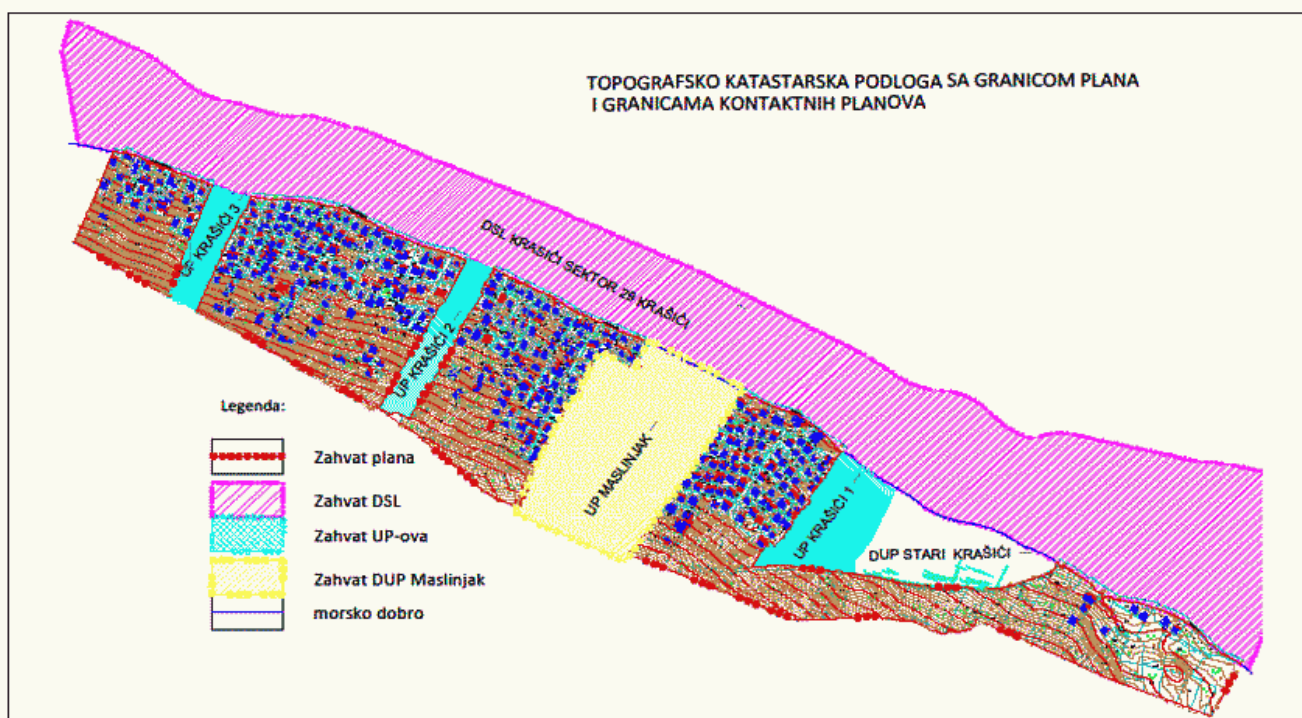 TOPOGRAFSKO KATASTARSKA PODLOGA SA GRANICOM PLANA
I GRANICAMA KONTAKTNIH PLANOVA
UP KRAŠIĆI 3
DSL KRAŠIĆI SEKTOR 29 KRAŠIĆI
UP KRAŠIĆI 2
UP MASLINJAK
UP KRAŠIĆI 1
DUP STARI KRAŠIĆI
Legenda:
Zahvat plana
Zahvat DSL
Zahvat UP-ova
Zahvat DUP Maslinjak
morsko dobro